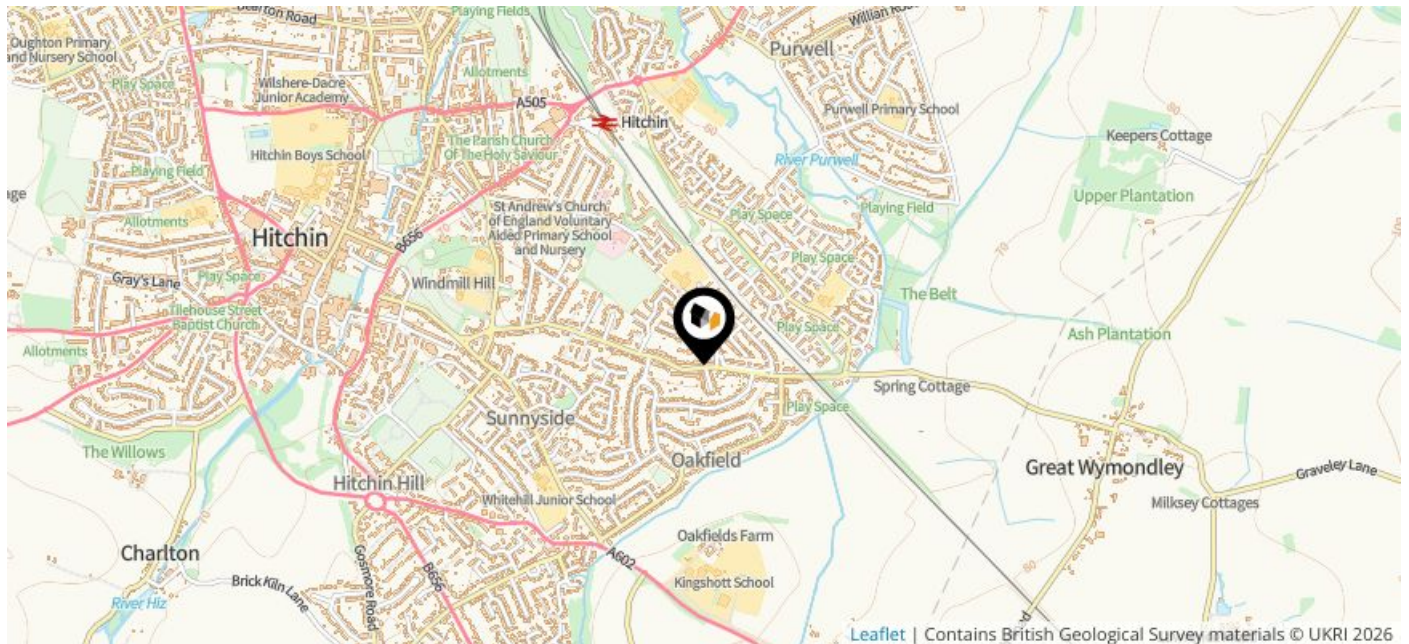 Bearton Road
Playing Fields
Willian Road
Oughton Primary
and Nursery School
Purwell
Play Space
Allotments
Wilshere-Dacre
Junior Academy
A505
Purwell Primary School
Hitchin
Keepers Cottage
The Parish Church
Of The Holy Saviour
Hitchin Boys School
River Purwell
Playing Field
Upper Plantation
Allotments
St Andrew's Church
of England Voluntary
Aided Primary School
and Nursery
Play Space
Playing Field
Hitchin
B656
Play Space
Gray's Lane
Play Space
Windmill Hill
The Belt
Tilehouse Street
Baptist Church
Play Space
Ash Plantation
Allotments
Spring Cottage
Play Space
Sunnyside
The Willows
Oakfield
Great Wymondley
Graveley Lane
Hitchin Hill
Whitehill Junior School
Milksey Cottages
Charlton
Oakfields Farm
A602
Kingshott School
Brick Kiln Lane
Gosmore Road
B656
River Hiz
Leaflet | Contains British Geological Survey materials © UKRI 2026